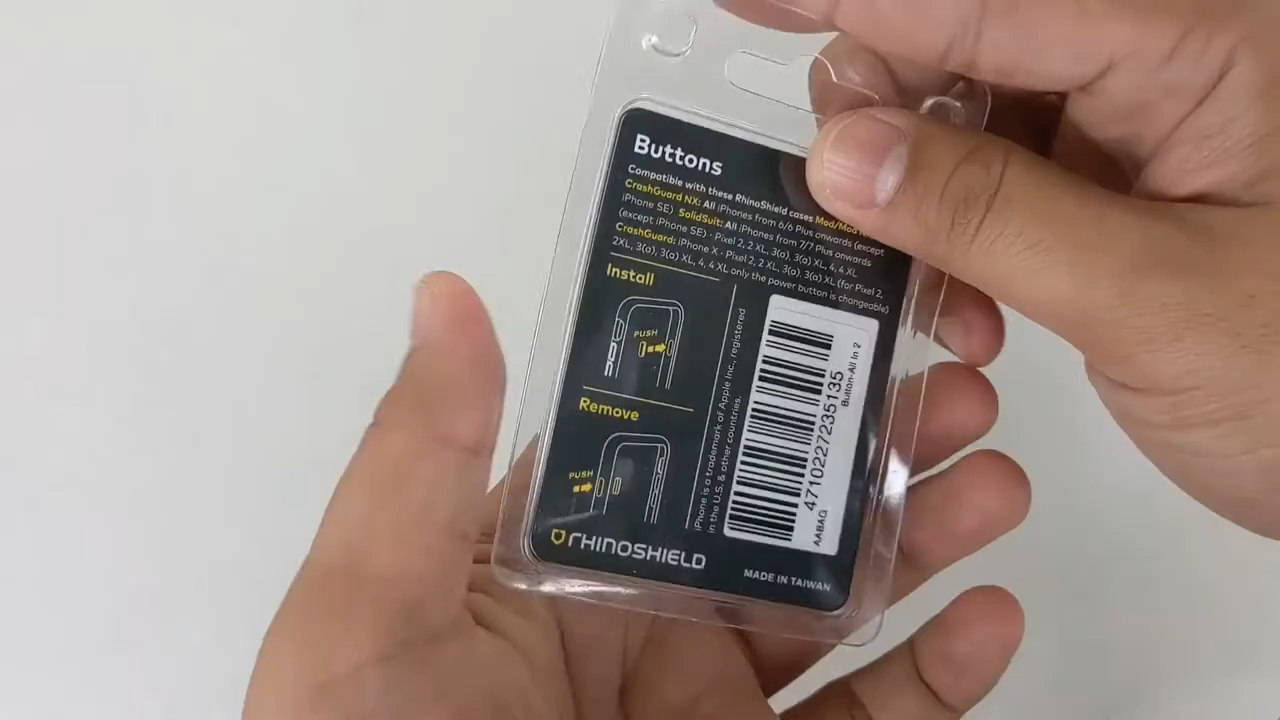 Buttons
Compatible with these RhinoShield cases Mod/Mod
CrashGuard NX: All iPhones from 6/6 Plus onwards (except
iPhone SE) SolidSuit: All iPhones from 7/7 Plus onwards
(except iPhone SE) · Pixel 2, 2 XL, 3(a), 3(a) XL, 4, 4 XL
CrashGuard: iPhone X · Pixel 2, 2 XL, 3(a), 3(a) XL (for Pixel 2,
2XL, 3(a), 3(a) XL, 4, 4 XL only the power button is changeable)
Install
PUSH
Remove
PUSH
iPhone is a trademark of Apple Inc., registered
in the U.S. & other countries.
4710227235135
Button-All in 2
AABAG
RHINOSHIELD
MADE IN TAIWAN